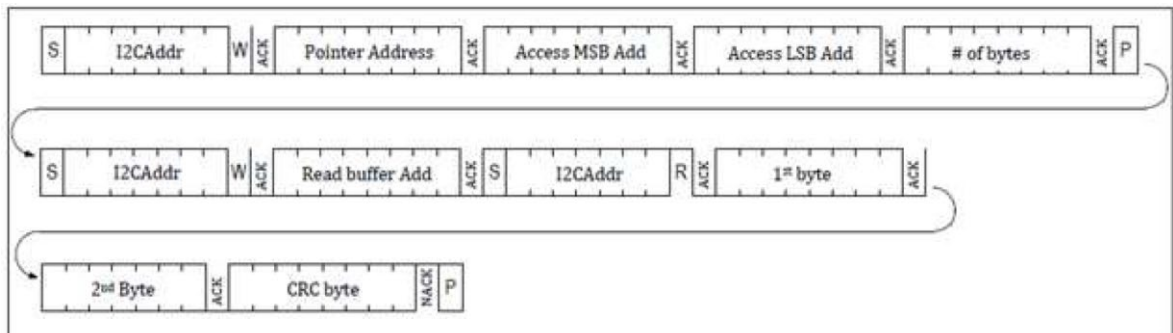 S I2CAddr W ACK Pointer Address ACK Access MSB Add ACK Access LSB Add ACK # of bytes ACK P
S I2CAddr W ACK Read buffer Add ACK S I2CAddr R ACK 1st byte ACK
2nd Byte ACK CRC byte NACK P